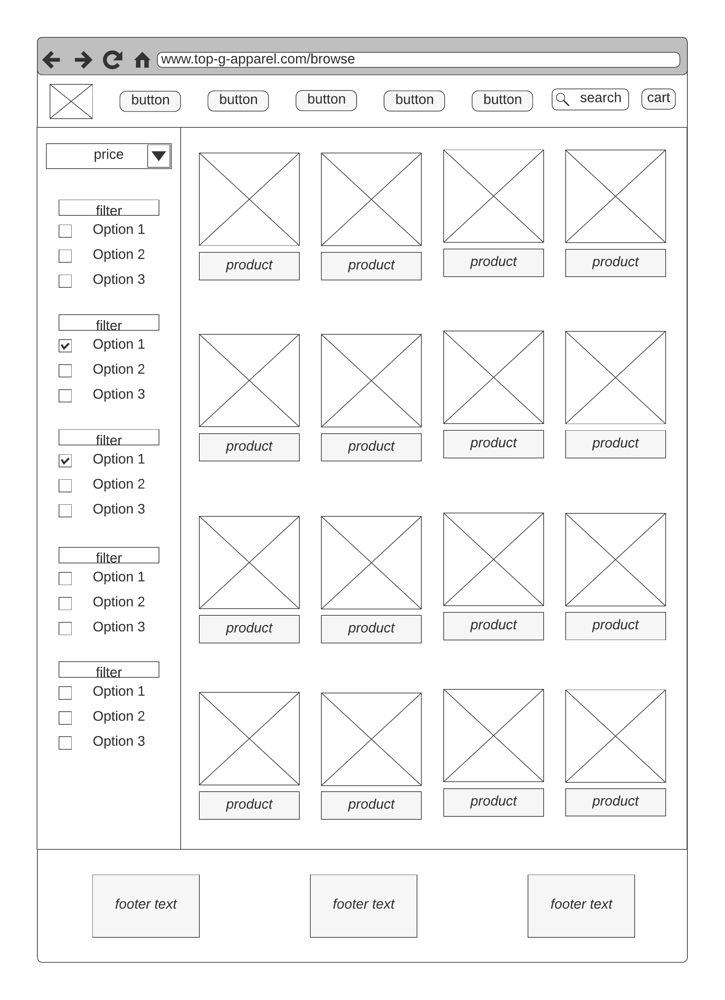 www.top-g-apparel.com/browse
button button button button button search cart
price
filter
Option 1
Option 2
Option 3
filter
Option 1
Option 2
Option 3
filter
Option 1
Option 2
Option 3
filter
Option 1
Option 2
Option 3
filter
Option 1
Option 2
Option 3
product product product product
product product product product
product product product product
product product product product
footer text footer text footer text